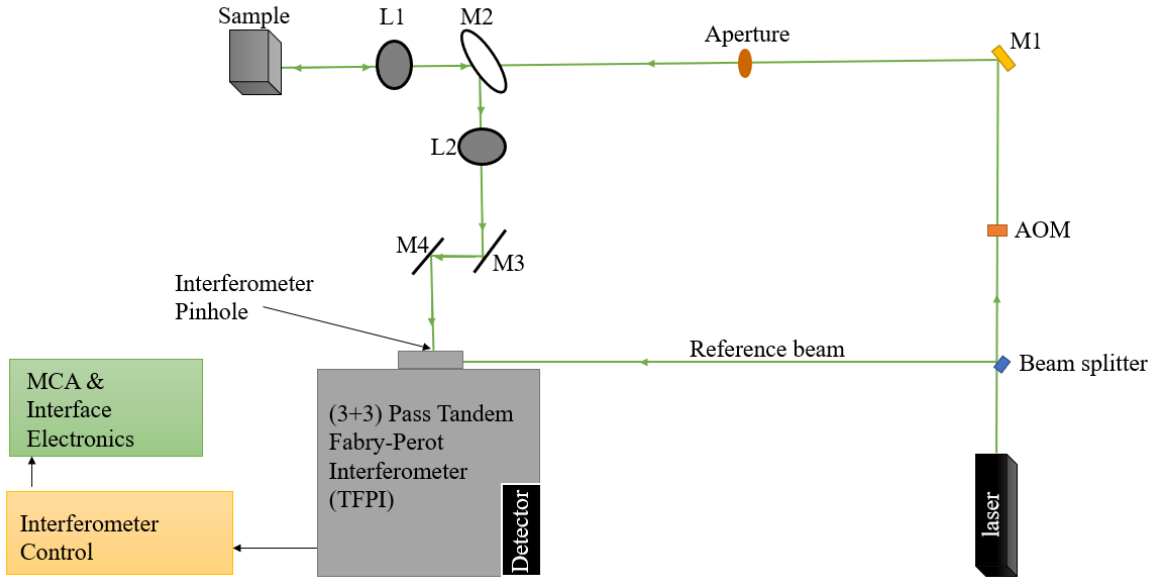 Sample
L1
M2
Aperture
M1
L2
AOM
M4
M3
Interferometer
Pinhole
Reference beam
Beam splitter
MCA &
Interface
Electronics
(3+3) Pass Tandem
Fabry-Perot
Interferometer
(TFPI)
Detector
laser
Interferometer
Control